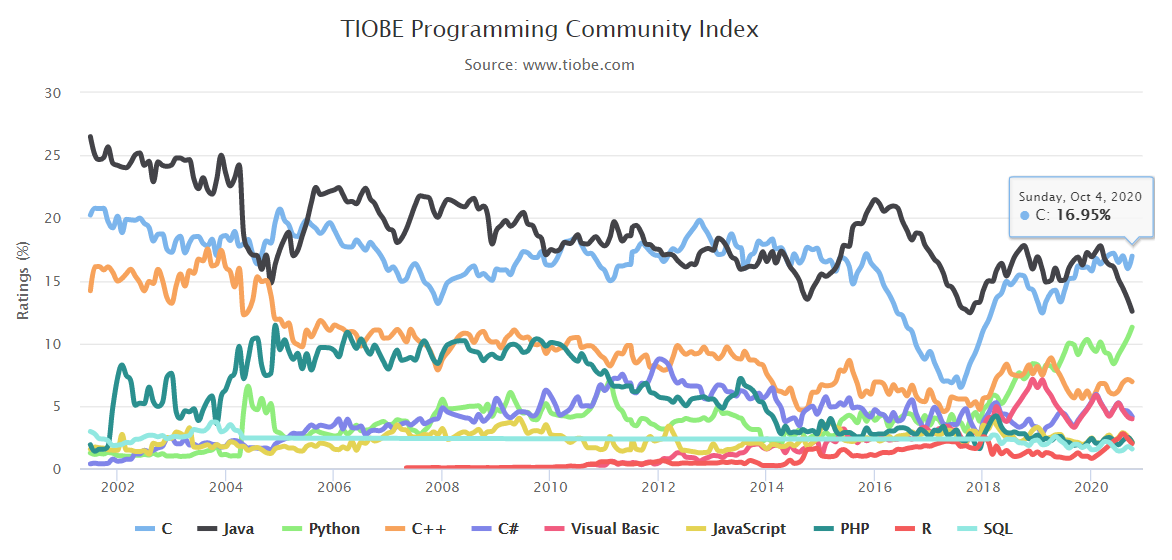 TIOBE Programming Community Index
Source: www.tiobe.com
Ratings (%)
30
25
20
15
10
5
0
Sunday, Oct 4, 2020
C: 16.95%
2002 2004 2006 2008 2010 2012 2014 2016 2018 2020
C Java Python C++ C# Visual Basic JavaScript PHP R SQL